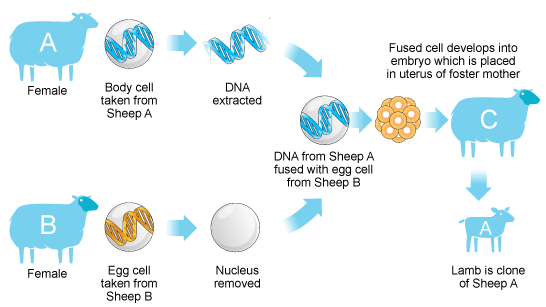 A
Female
Body cell
taken from
Sheep A
DNA
extracted
Fused cell develops into
embryo which is placed
in uterus of foster mother
C
DNA from Sheep A
fused with egg cell
from Sheep B
B
Female
Egg cell
taken from
Sheep B
Nucleus
removed
A
Lamb is clone
of Sheep A